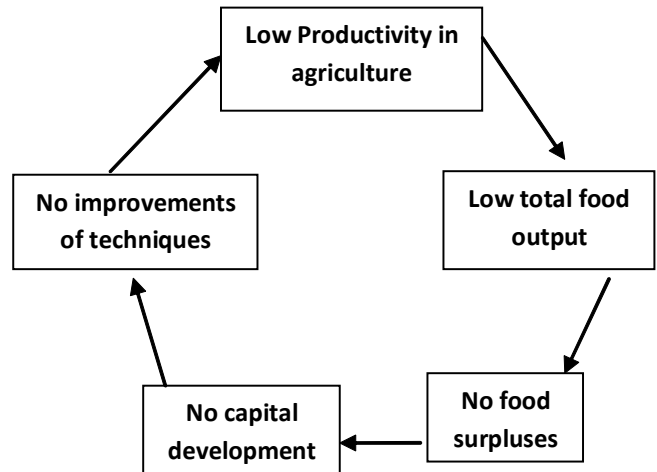 Low Productivity in
agriculture
Low total food
output
No food
surpluses
No capital
development
No improvements
of techniques